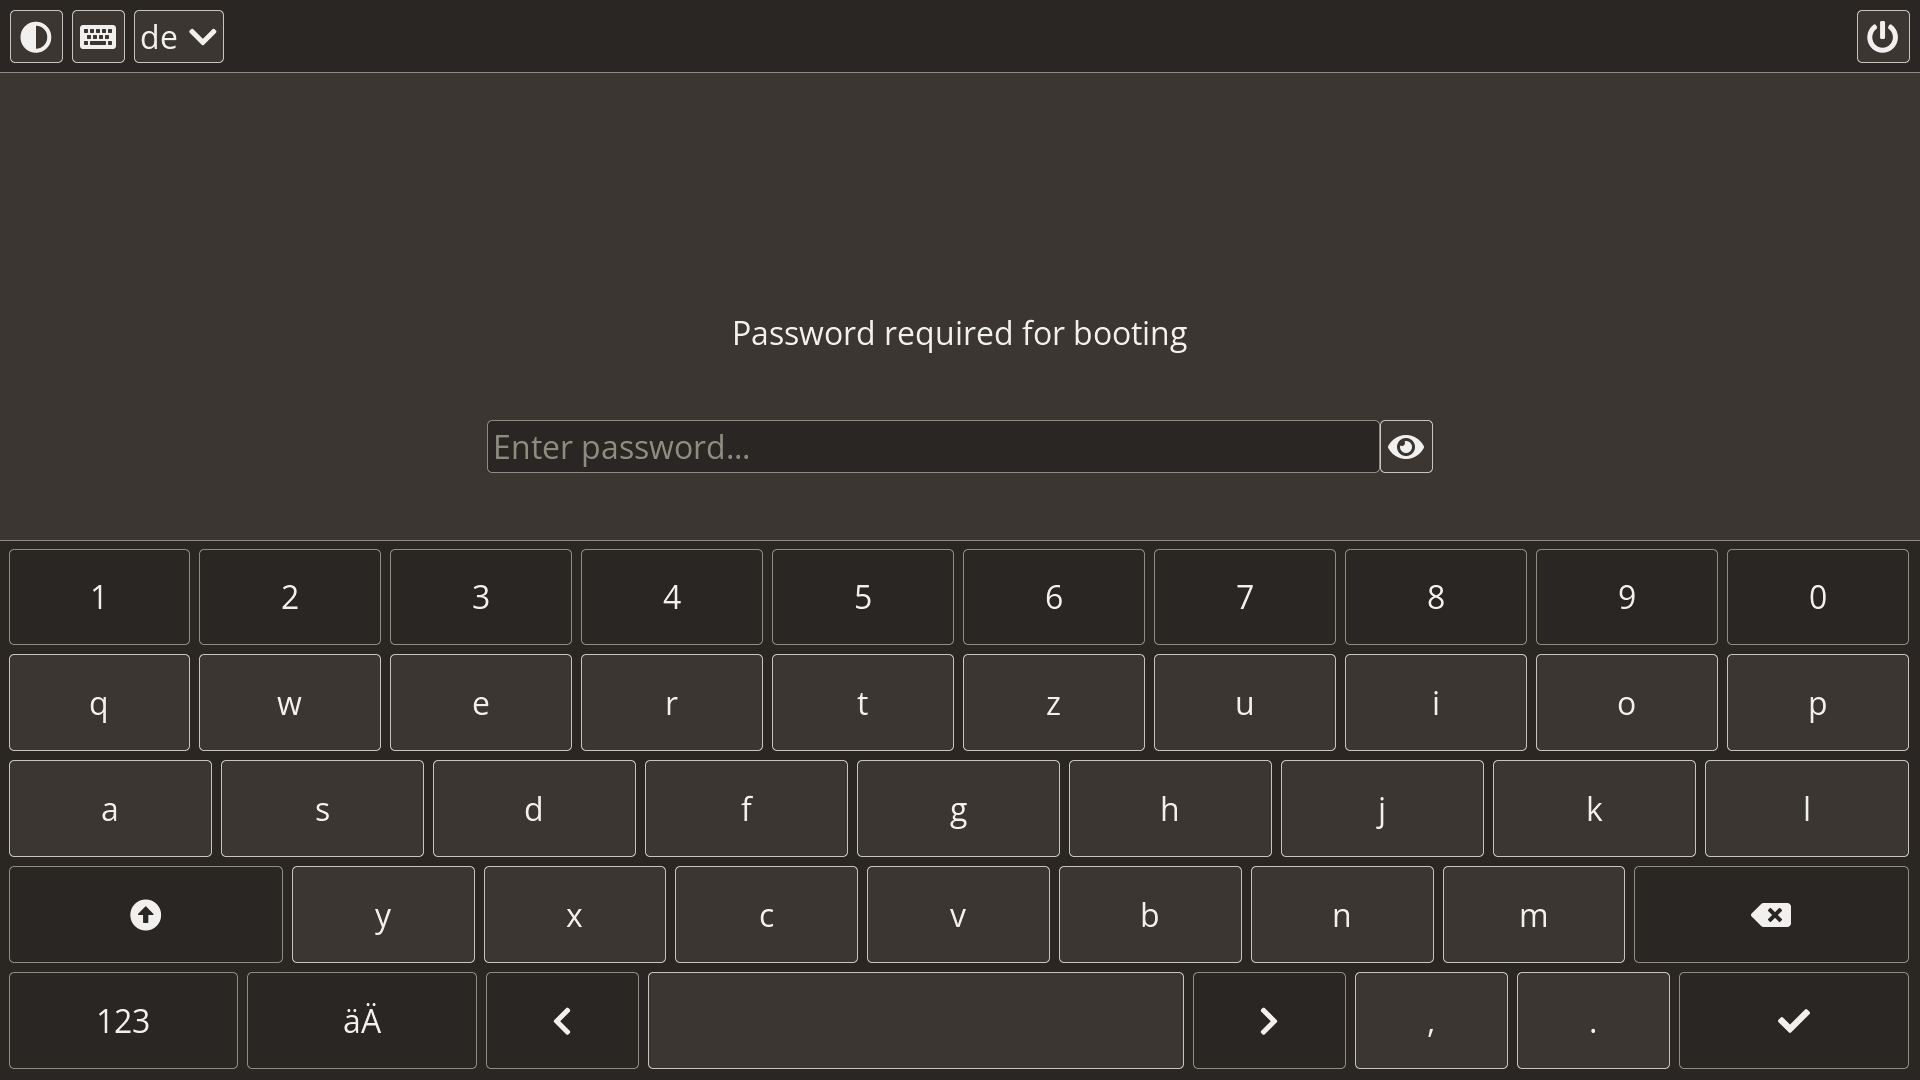 de
Password required for booting
Enter password...
1 2 3 4 5 6 7 8 9 0
q w e r t z u i o p
a s d f g h j k l
y x c v b n m
123 äÄ , .